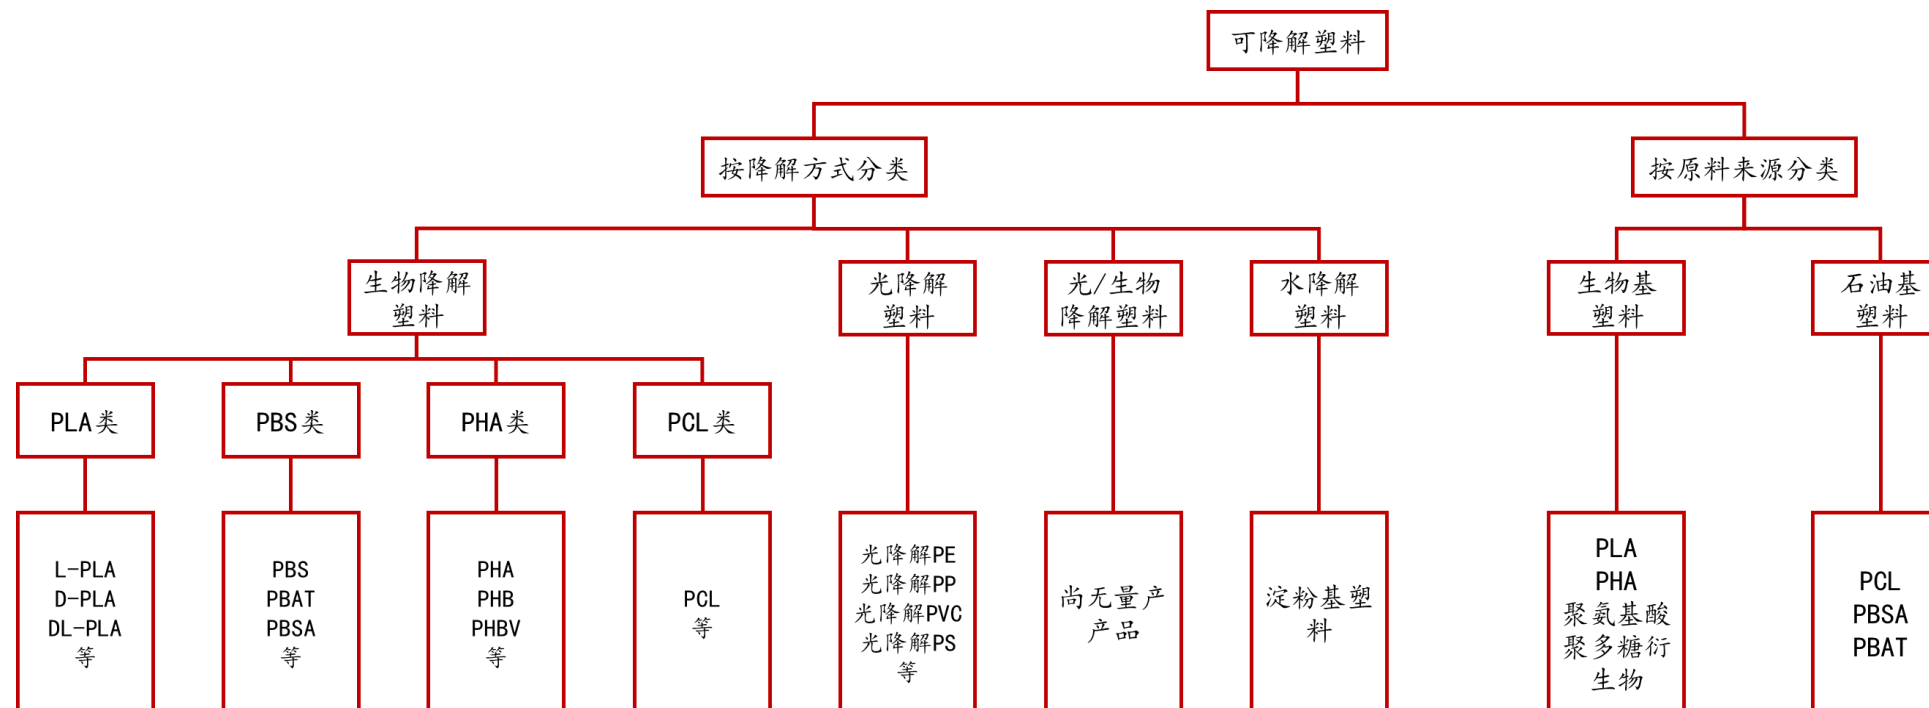 可降解塑料
按降解方式分类
按原料来源分类
生物降解
塑料
光降解
塑料
光/生物
降解塑料
水降解
塑料
生物基
塑料
石油基
塑料
PLA类
PBS类
PHA类
PCL类
L-PLA
D-PLA
DL-PLA
等
PBS
PBAT
PBSA
等
PHA
PHB
PHBV
等
PCL
等
光降解PE
光降解PP
光降解PVC
光降解PS
等
尚无量产
产品
淀粉基塑
料
PLA
PHA
聚氨基酸
聚多糖衍
生物
PCL
PBSA
PBAT